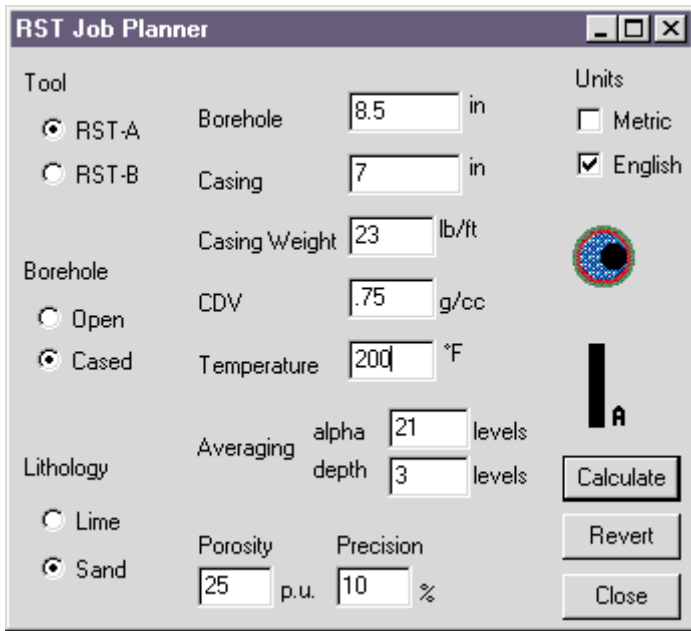 RST Job Planner
Tool
RST-A
RST-B
Borehole
Open
Cased
Lithology
Lime
Sand
Borehole 8.5 in
Casing 7 in
Casing Weight 23 lb/ft
CDV .75 g/cc
Temperature 200 °F
Averaging
alpha 21 levels
depth 3 levels
Porosity Precision
25 p.u. 10 %
Units
Metric
English
A
Calculate
Revert
Close